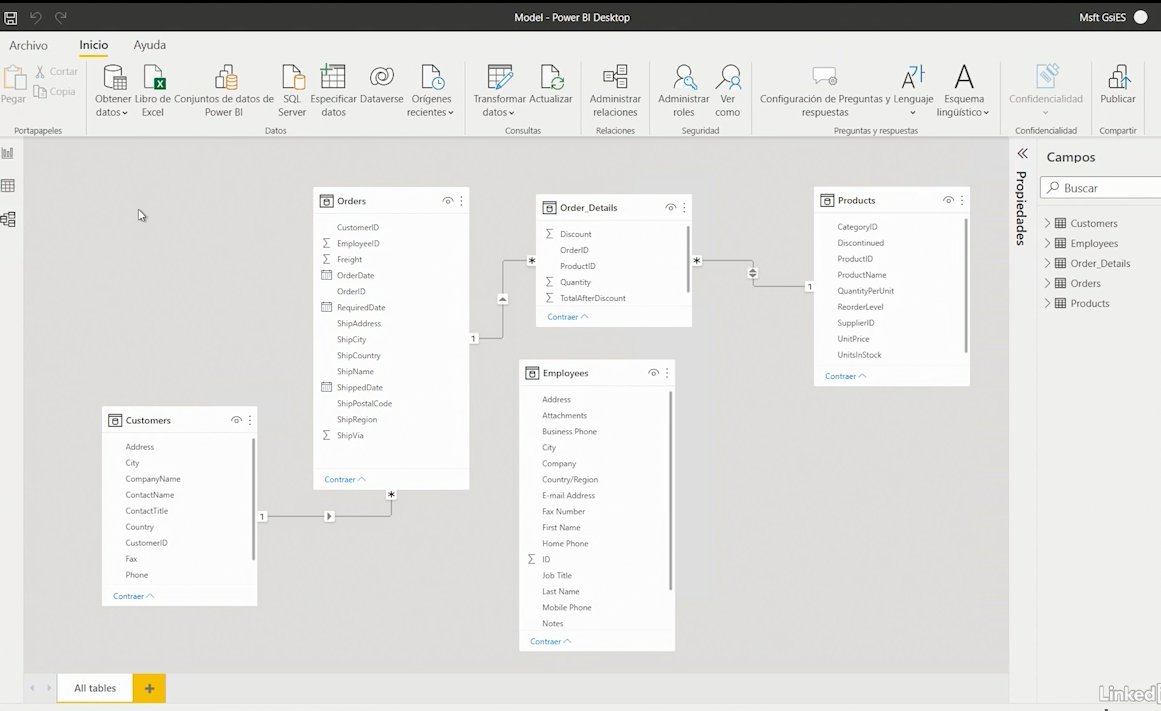 Model - Power BI Desktop
Msft GsiES
Archivo
Inicio
Ayuda
Pegar
Cortar
Copia
Portapapeles
Obtener datos
Libro de Excel
Conjuntos de datos de Power BI
SQL Server
Especificar datos
Dataverse
Orígenes recientes
Datos
Transformar datos
Actualizar
Consultas
Administrar relaciones
Relaciones
Administrar roles
Ver como
Seguridad
Configuración de Preguntas y respuestas
Lenguaje
Esquema lingüístico
Preguntas y respuestas
Confidencialidad
Confidencialidad
Publicar
Compartir
Orders
CustomerID
EmployeeID
Freight
OrderDate
OrderID
RequiredDate
ShipAddress
ShipCity
ShipCountry
ShipName
ShippedDate
ShipPostalCode
ShipRegion
ShipVia
Contraer
Order_Details
Discount
OrderID
ProductID
Quantity
TotalAfterDiscount
Contraer
Products
CategoryID
Discontinued
ProductID
ProductName
QuantityPerUnit
ReorderLevel
SupplierID
UnitPrice
UnitsInStock
Contraer
Customers
Address
City
CompanyName
ContactName
ContactTitle
Country
CustomerID
Fax
Phone
Contraer
Employees
Address
Attachments
Business Phone
City
Company
Country/Region
E-mail Address
Fax Number
First Name
Home Phone
ID
Job Title
Last Name
Mobile Phone
Notes
Contraer
1
*
1
*
*
1
Propiedades
Campos
Buscar
Customers
Employees
Order_Details
Orders
Products
All tables
+
Linked